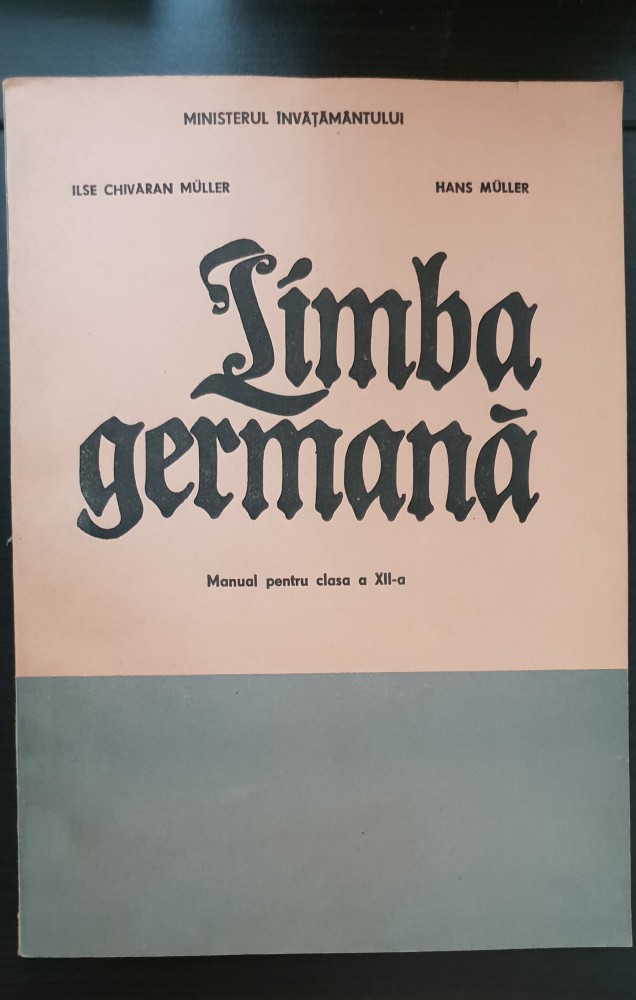 MINISTERUL ÎNVĂȚĂMÂNTULUI
ILSE CHIVĂRAN MÜLLER HANS MÜLLER
Limba
germană
Manual pentru clasa a XII-a